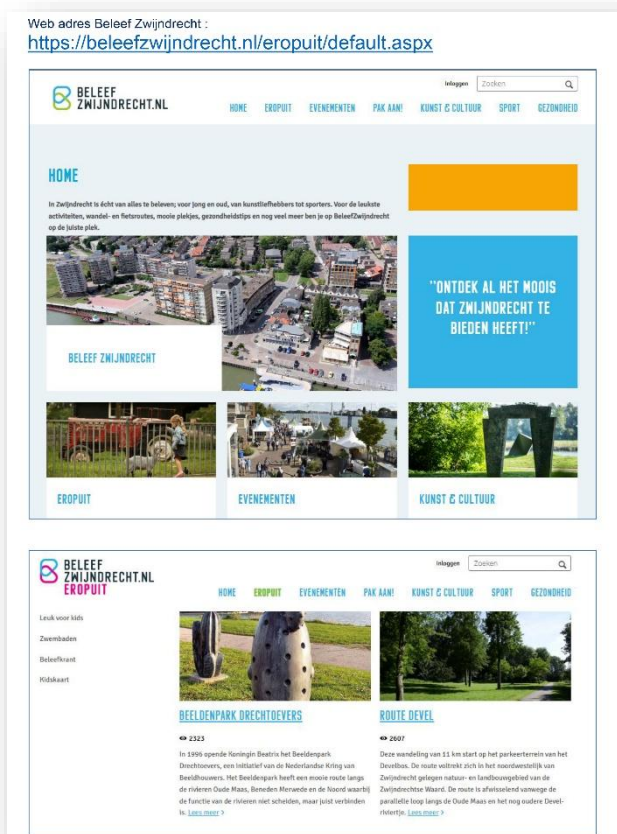 Web adres Beleef Zwijndrecht :
https://beleefzwijndrecht.nl/eropuit/default.aspx
BELEEF
ZWIJNDRECHT.NL
Inloggen
Zoeken
HOME EROPUIT EVENEMENTEN PAK AAN! KUNST & CULTUUR SPORT GEZONDHEID
HOME
In Zwijndrecht is écht van alles te beleven; voor jong en oud, van kunstliefhebbers tot sporters. Voor de leukste
activiteiten, wandel- en fietsroutes, mooie plekjes, gezondheidstips en nog veel meer ben je op BeleefZwijndrecht
op de juiste plek.
"ONTDEK AL HET MOOIS
DAT ZWIJNDRECHT TE
BIEDEN HEEFT!"
BELEEF ZWIJNDRECHT
EROPUIT
EVENEMENTEN
KUNST & CULTUUR
BELEEF
ZWIJNDRECHT.NL
EROPUIT
Inloggen
Zoeken
HOME EROPUIT EVENEMENTEN PAK AAN! KUNST & CULTUUR SPORT GEZONDHEID
Leuk voor kids
Zwembaden
Beleefkrant
Kidskaart
BEELDENPARK DRECHTOEVERS
2323
In 1996 opende Koningin Beatrix het Beeldenpark
Drechtoevers, een initiatief van de Nederlandse Kring van
Beeldhouwers. Het Beeldenpark heeft een mooie route langs
de rivieren Oude Maas, Beneden Merwede en de Noord waarbij
de functie van de rivieren niet scheiden, maar juist verbinden
is. Lees meer >
ROUTE DEVEL
2607
Deze wandeling van 11 km start op het parkeerterrein van het
Develbos. De route voltrekt zich in het noordwestelijk van
Zwijndrecht gelegen natuur- en landbouwgebied van de
Zwijndrechtse Waard. De route is afwisselend vanwege de
parallelle loop langs de Oude Maas en het nog oudere Devel-
riviertje. Lees meer >